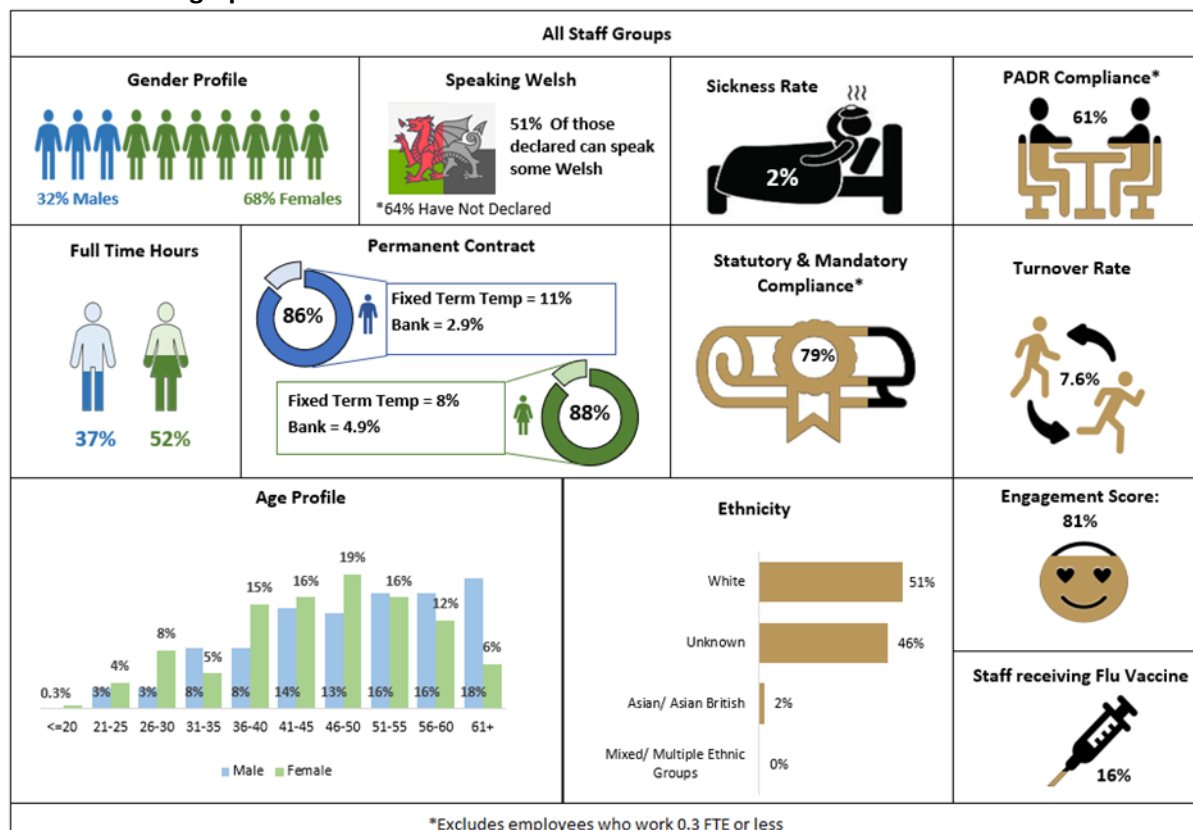 All Staff Groups
Gender Profile
32% Males
68% Females
Speaking Welsh
51% Of those
declared can speak
some Welsh
*64% Have Not Declared
Sickness Rate
2%
PADR Compliance*
61%
Full Time Hours
37%
52%
Permanent Contract
86%
Fixed Term Temp = 11%
Bank = 2.9%
Fixed Term Temp = 8%
Bank = 4.9%
88%
Statutory & Mandatory
Compliance*
79%
Turnover Rate
7.6%
Age Profile
0.3%
3%
4%
3%
8%
8%
5%
8%
15%
14%
16%
13%
19%
16%
16%
16%
12%
18%
6%
<=20 21-25 26-30 31-35 36-40 41-45 46-50 51-55 56-60 61+
Male Female
Ethnicity
White 51%
Unknown 46%
Asian/ Asian British 2%
Mixed/ Multiple Ethnic
Groups 0%
Engagement Score:
81%
Staff receiving Flu Vaccine
16%
*Excludes employees who work 0.3 FTE or less